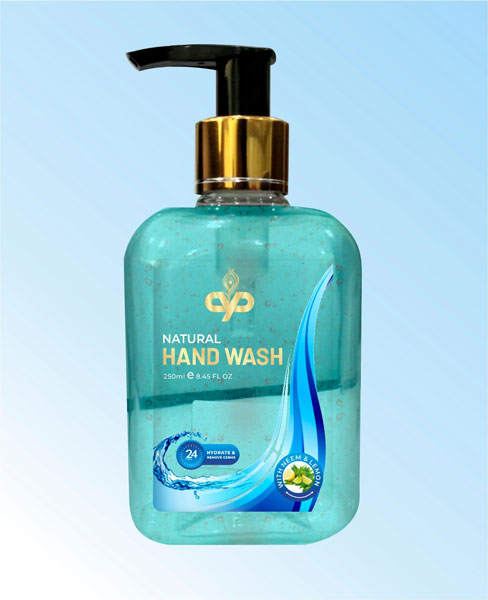 NATURAL
HAND WASH
250ml e 8.45 FL OZ
24
HYDRATE &
REMOVE GERMS
WITH NEEM & LEMON